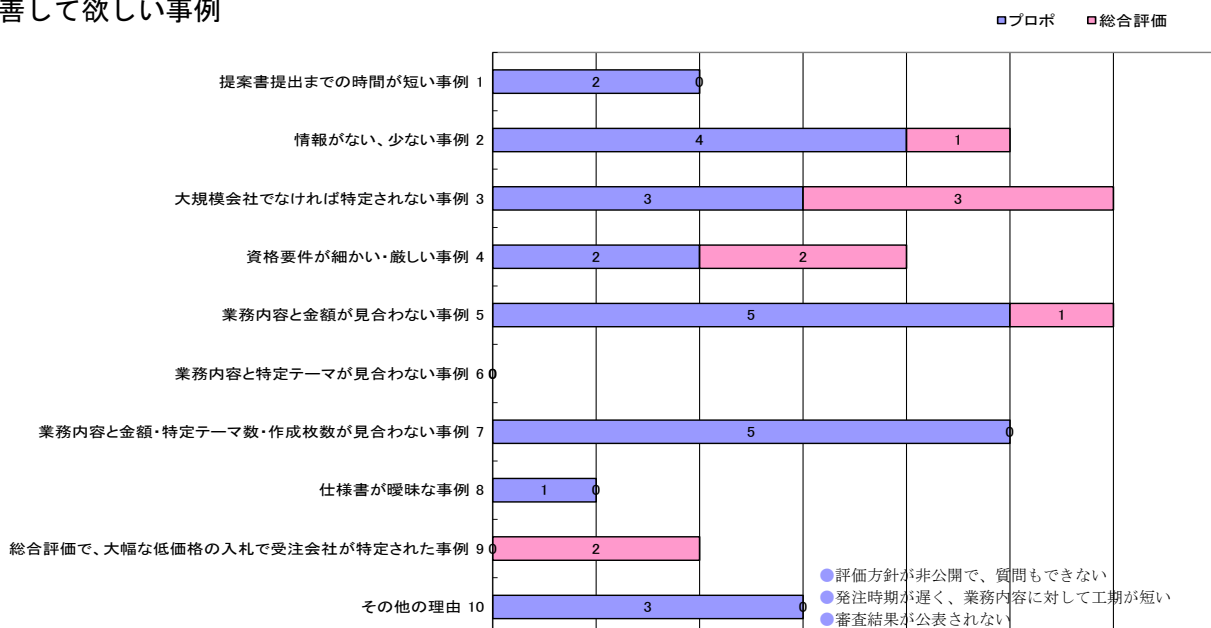 善して欲しい事例
プロポ 総合評価
提案書提出までの時間が短い事例 1 2 0
情報がない、少ない事例 2 4 1
大規模会社でなければ特定されない事例 3 3 3
資格要件が細かい・厳しい事例 4 2 2
業務内容と金額が見合わない事例 5 5 1
業務内容と特定テーマが見合わない事例 6 0
業務内容と金額・特定テーマ数・作成枚数が見合わない事例 7 5 0
仕様書が曖昧な事例 8 1 0
総合評価で、大幅な低価格の入札で受注会社が特定された事例 9 0 2
その他の理由 10 3 0
●評価方針が非公開で、質問もできない
●発注時期が遅く、業務内容に対して工期が短い
●審査結果が公表されない